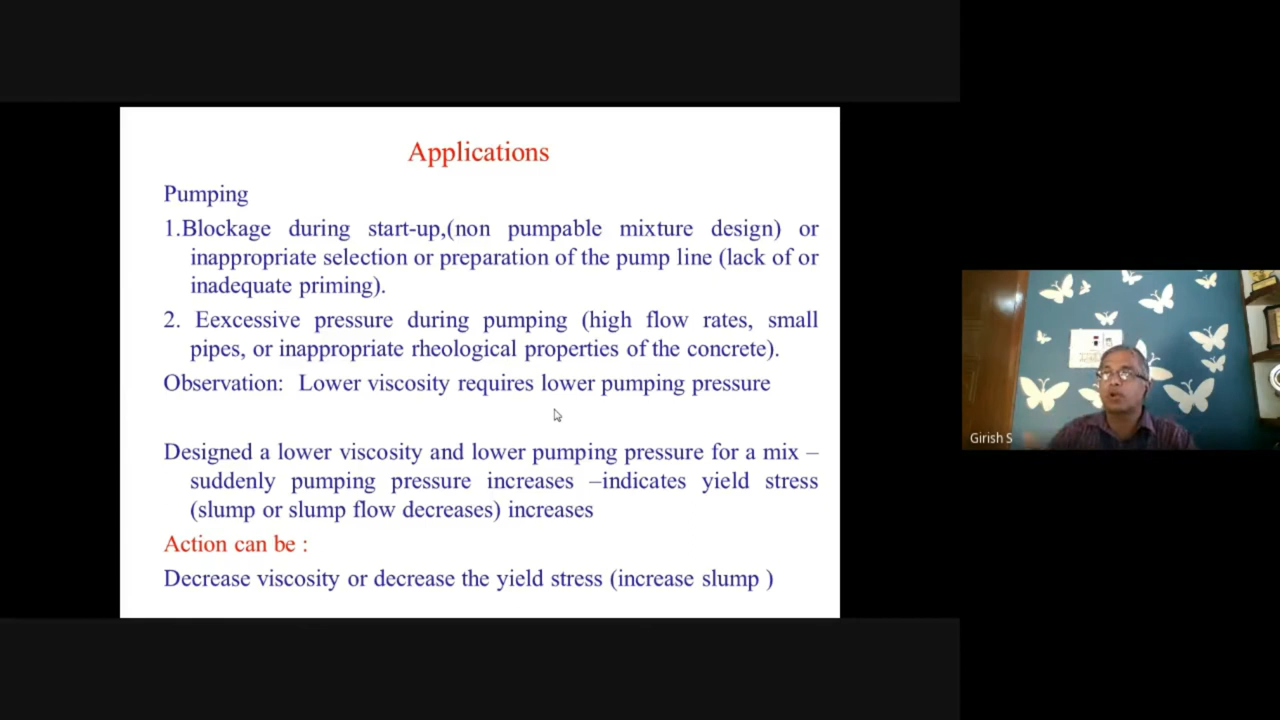 Applications
Pumping
1.Blockage during start-up,(non pumpable mixture design) or
inappropriate selection or preparation of the pump line (lack of or
inadequate priming).
2. Eexcessive pressure during pumping (high flow rates, small
pipes, or inappropriate rheological properties of the concrete).
Observation: Lower viscosity requires lower pumping pressure
Designed a lower viscosity and lower pumping pressure for a mix –
suddenly pumping pressure increases –indicates yield stress
(slump or slump flow decreases) increases
Action can be :
Decrease viscosity or decrease the yield stress (increase slump )
Girish S